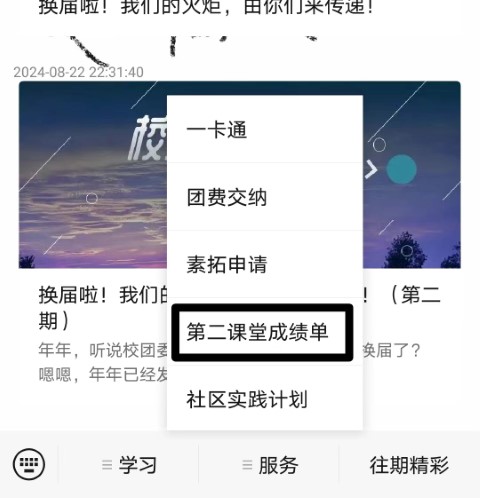 换届啦！我们的火炬，由你们来传递！
2024-08-22 22:31:40
校
一卡通
团费交纳
素拓申请
第二课堂成绩单
社区实践计划
换届啦！我们的
！（第二
期）
年年，听说校团委
换届了？
嗯嗯，年年已经发
学习
服务
往期精彩